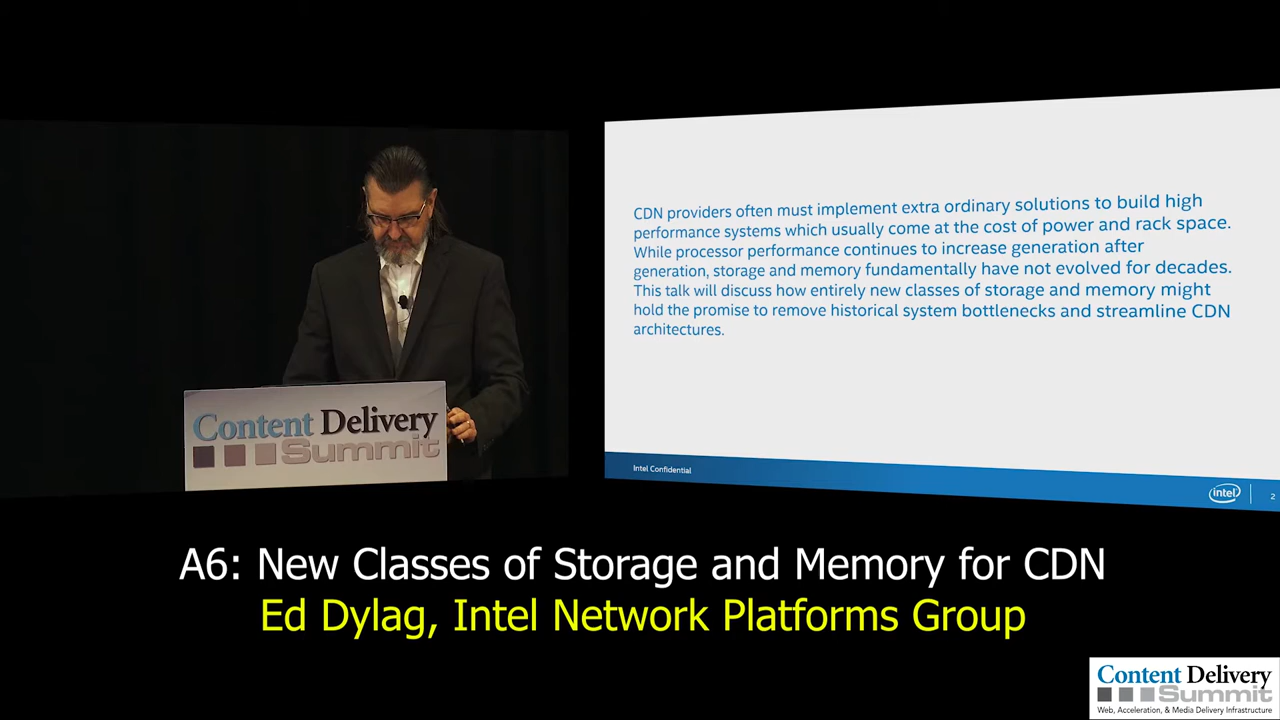 CDN providers often must implement extra ordinary solutions to build high
performance systems which usually come at the cost of power and rack space.
While processor performance continues to increase generation after
generation, storage and memory fundamentally have not evolved for decades.
This talk will discuss how entirely new classes of storage and memory might
hold the promise to remove historical system bottlenecks and streamline CDN
architectures.
Intel Confidential
intel
2
Content Delivery
Summit
A6: New Classes of Storage and Memory for CDN
Ed Dylag, Intel Network Platforms Group
Content Delivery
Summit
Web, Acceleration, & Media Delivery Infrastructure